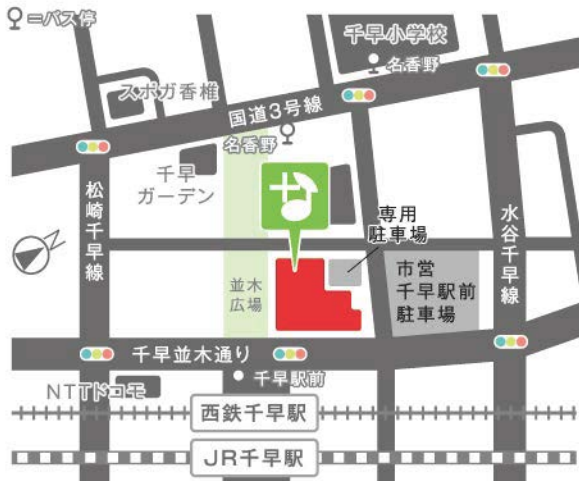 =バス停
千早小学校
名香野
スポガ香椎
国道3号線
名香野
千早
ガーデン
松崎千早線
専用
駐車場
水谷千早線
並木
広場
市営
千早駅前
駐車場
千早並木通り
千早駅前
NTTドコモ
西鉄千早駅
JR千早駅